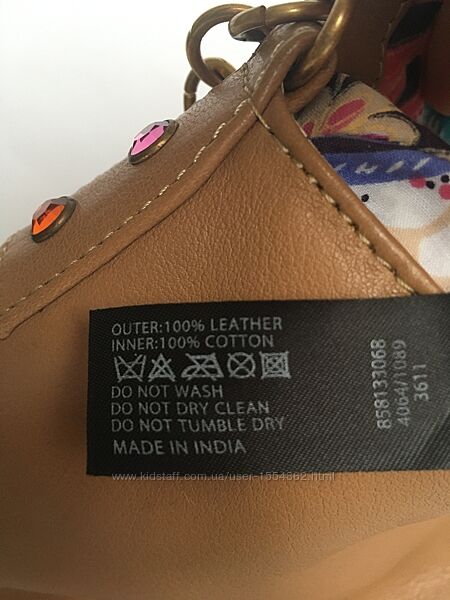 OUTER:100% LEATHER
INNER:100% COTTON
DO NOT WASH
DO NOT DRY CLEAN
DO NOT TUMBLE DRY
MADE IN INDIA
858133068
4064/1089
3611
www.kidstaff.com.ua/user-1554362.html